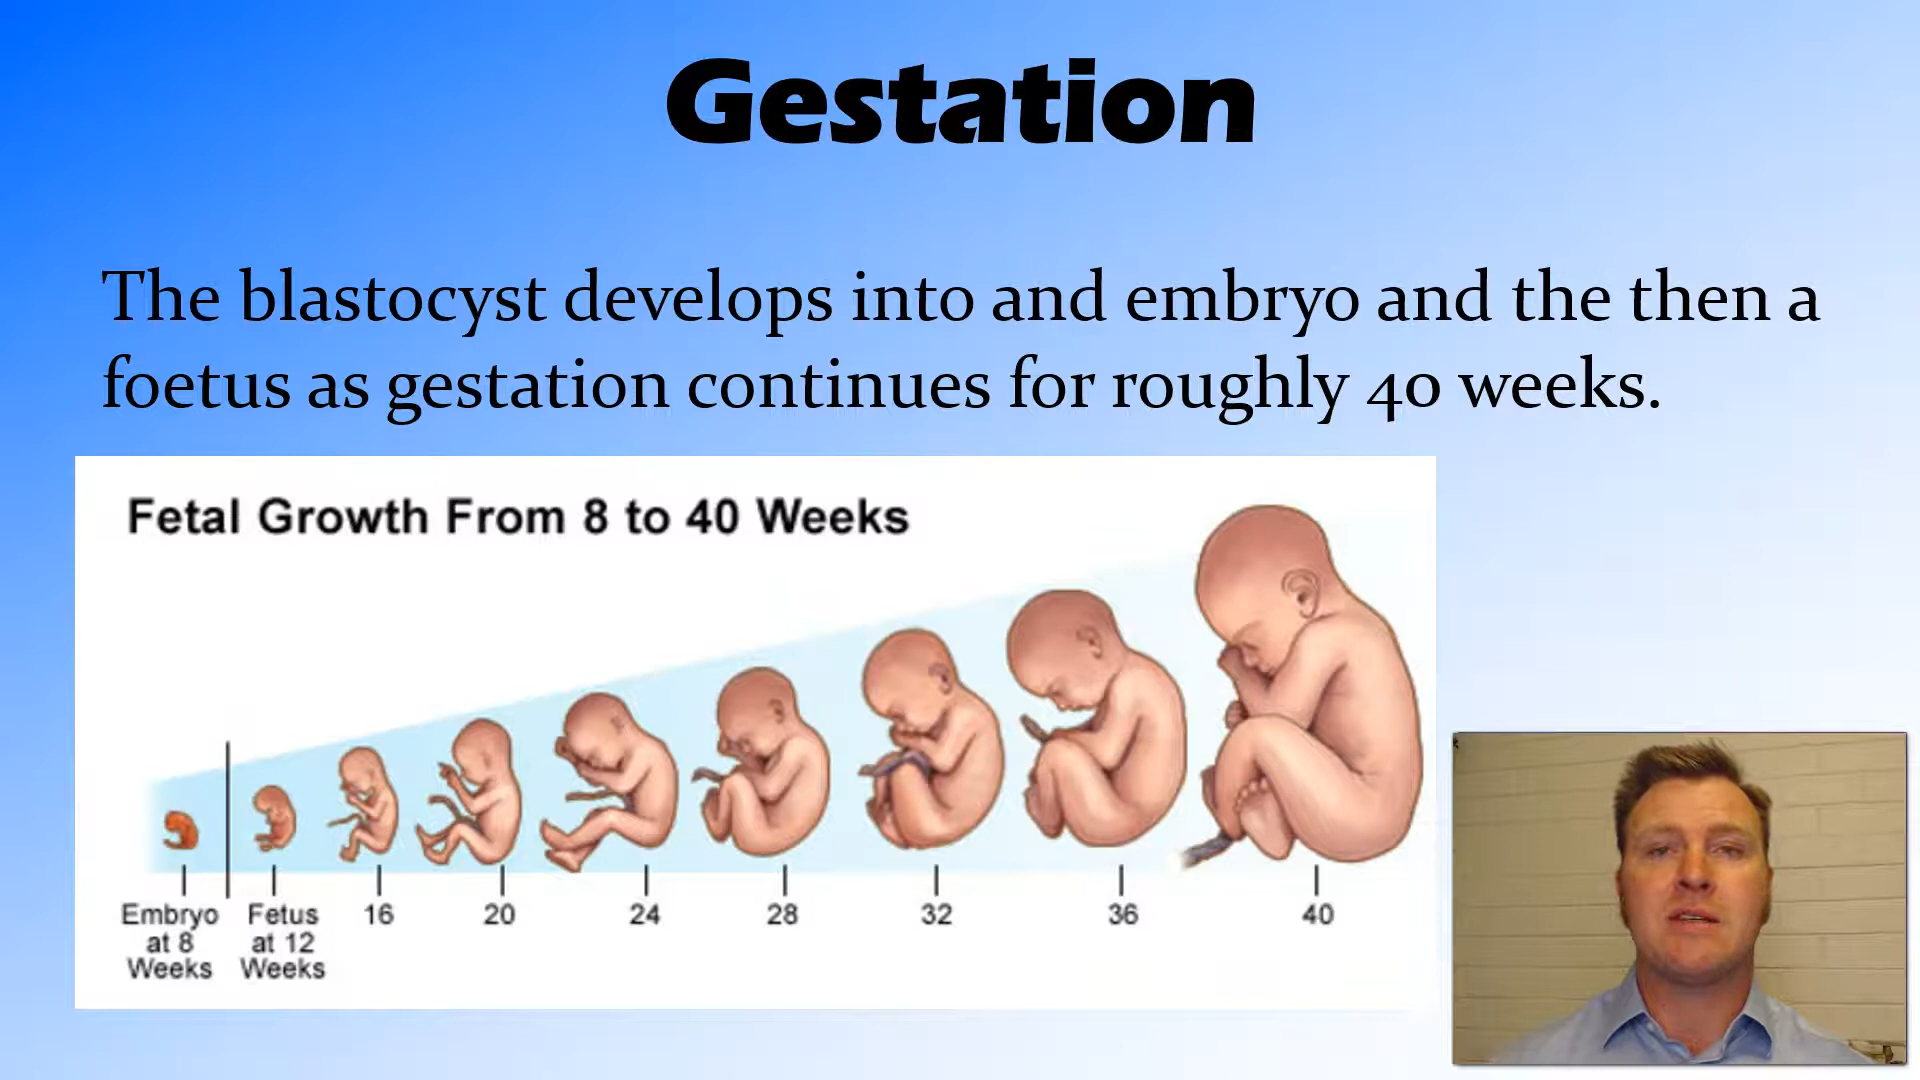 Gestation
The blastocyst develops into and embryo and the then a
foetus as gestation continues for roughly 40 weeks.
Fetal Growth From 8 to 40 Weeks
Embryo
at 8
Weeks
Fetus
at 12
Weeks
16
20
24
28
32
36
40